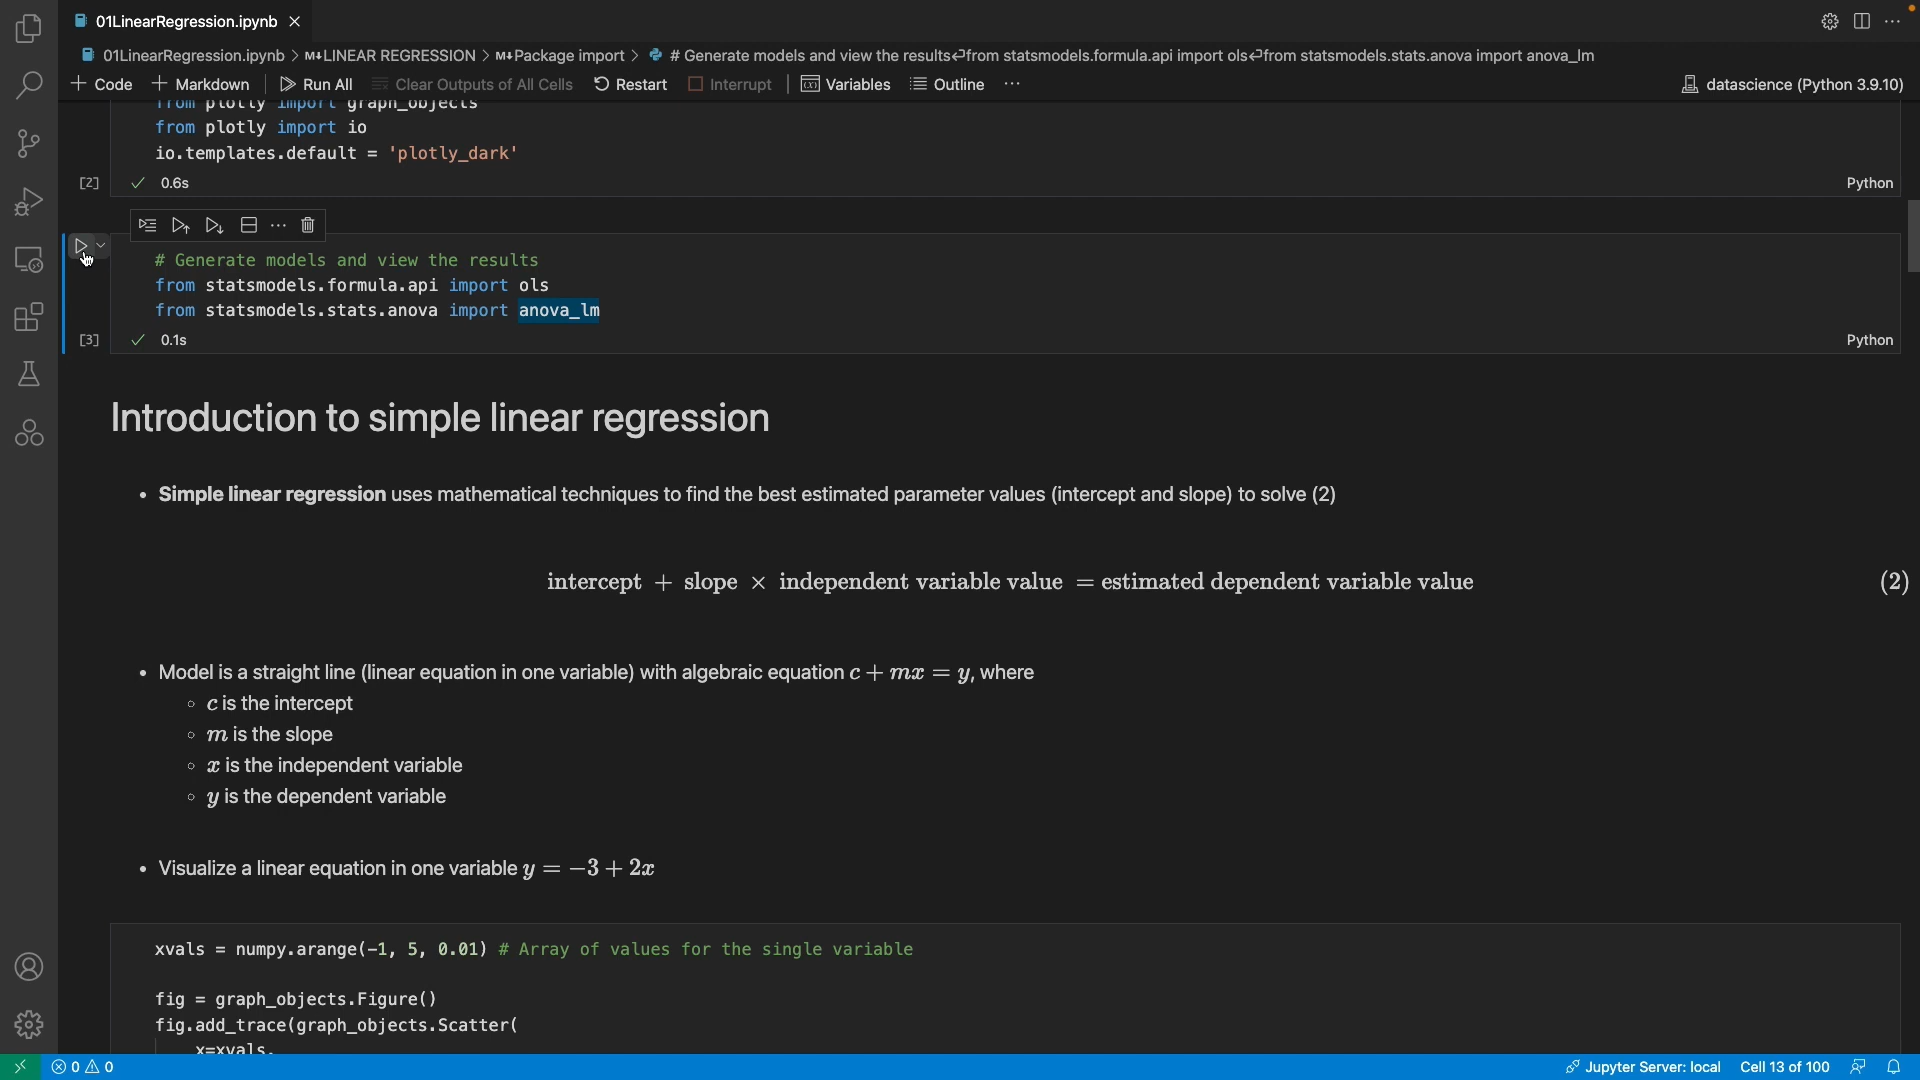 01LinearRegression.ipynb
01LinearRegression.ipynb > M↓LINEAR REGRESSION > M↓Package import > # Generate models and view the results↵from statsmodels.formula.api import ols↵from statsmodels.stats.anova import anova_lm
+ Code + Markdown Run All Clear Outputs of All Cells Restart Interrupt Variables Outline ··· datascience (Python 3.9.10)
from plotly import graph_objects
from plotly import io
io.templates.default = 'plotly_dark'
[2] ✓ 0.6s Python
# Generate models and view the results
from statsmodels.formula.api import ols
from statsmodels.stats.anova import anova_lm
[3] ✓ 0.1s Python
Introduction to simple linear regression
• Simple linear regression uses mathematical techniques to find the best estimated parameter values (intercept and slope) to solve (2)
intercept + slope × independent variable value = estimated dependent variable value (2)
• Model is a straight line (linear equation in one variable) with algebraic equation c + mx = y, where
◦ c is the intercept
◦ m is the slope
◦ x is the independent variable
◦ y is the dependent variable
• Visualize a linear equation in one variable y = −3 + 2x
xvals = numpy.arange(-1, 5, 0.01) # Array of values for the single variable
fig = graph_objects.Figure()
fig.add_trace(graph_objects.Scatter(
x=xvals,
0 0 Jupyter Server: local Cell 13 of 100